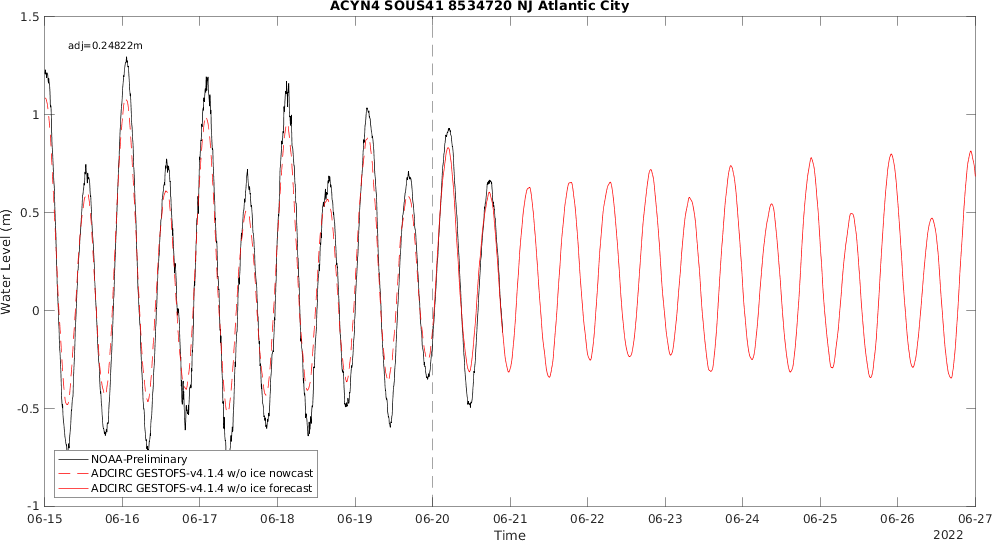 ACYN4 SOUS41 8534720 NJ Atlantic City
adj=0.24822m
1.5
1
0.5
0
-0.5
-1
Water Level (m)
NOAA-Preliminary
ADCIRC GESTOFS-v4.1.4 w/o ice nowcast
ADCIRC GESTOFS-v4.1.4 w/o ice forecast
06-15 06-16 06-17 06-18 06-19 06-20 06-21 06-22 06-23 06-24 06-25 06-26 06-27
Time
2022